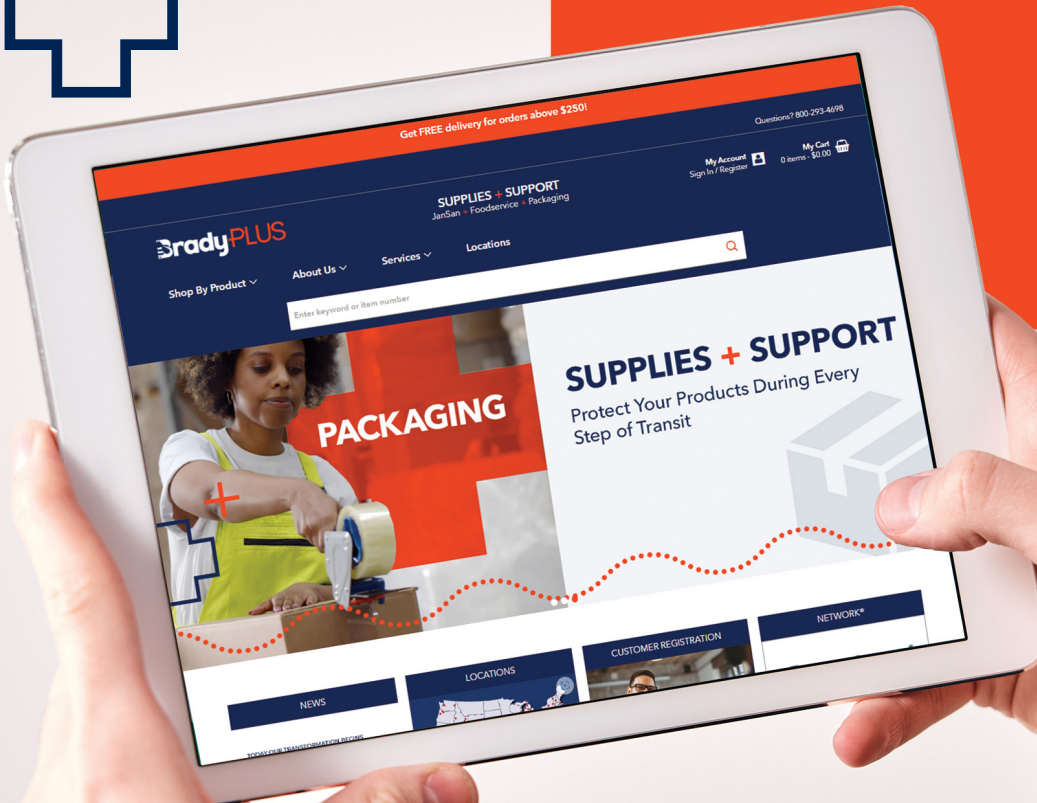 Get FREE delivery for orders above $250!
Questions? 800-293-4698
My Account
Sign In / Register
My Cart
0 items - $0.00
SUPPLIES + SUPPORT
JanSan + Foodservice + Packaging
BradyPLUS
Shop By Product
About Us
Services
Locations
Enter keyword or item number
PACKAGING
SUPPLIES + SUPPORT
Protect Your Products During Every
Step of Transit
NEWS
LOCATIONS
CUSTOMER REGISTRATION
NETWORK®
TODAY OUR TRANSFORMATION BEGINS